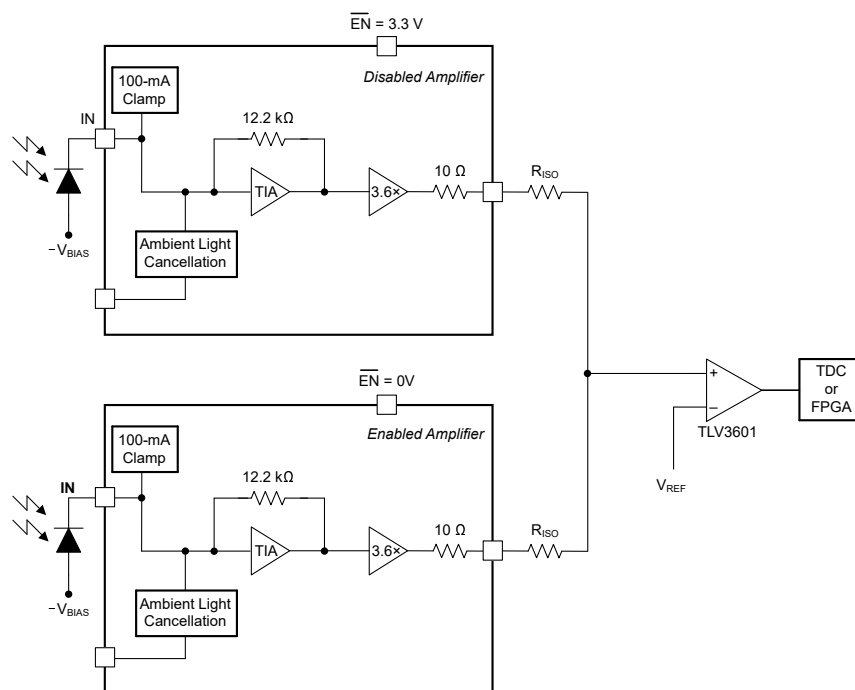 EN = 3.3 V
Disabled Amplifier
100-mA
Clamp
IN
12.2 kΩ
TIA
3.6×
10 Ω
RISO
Ambient Light
Cancellation
−VBIAS
EN = 0V
Enabled Amplifier
100-mA
Clamp
IN
12.2 kΩ
TIA
3.6×
10 Ω
RISO
Ambient Light
Cancellation
−VBIAS
+
−
TLV3601
VREF
TDC
or
FPGA